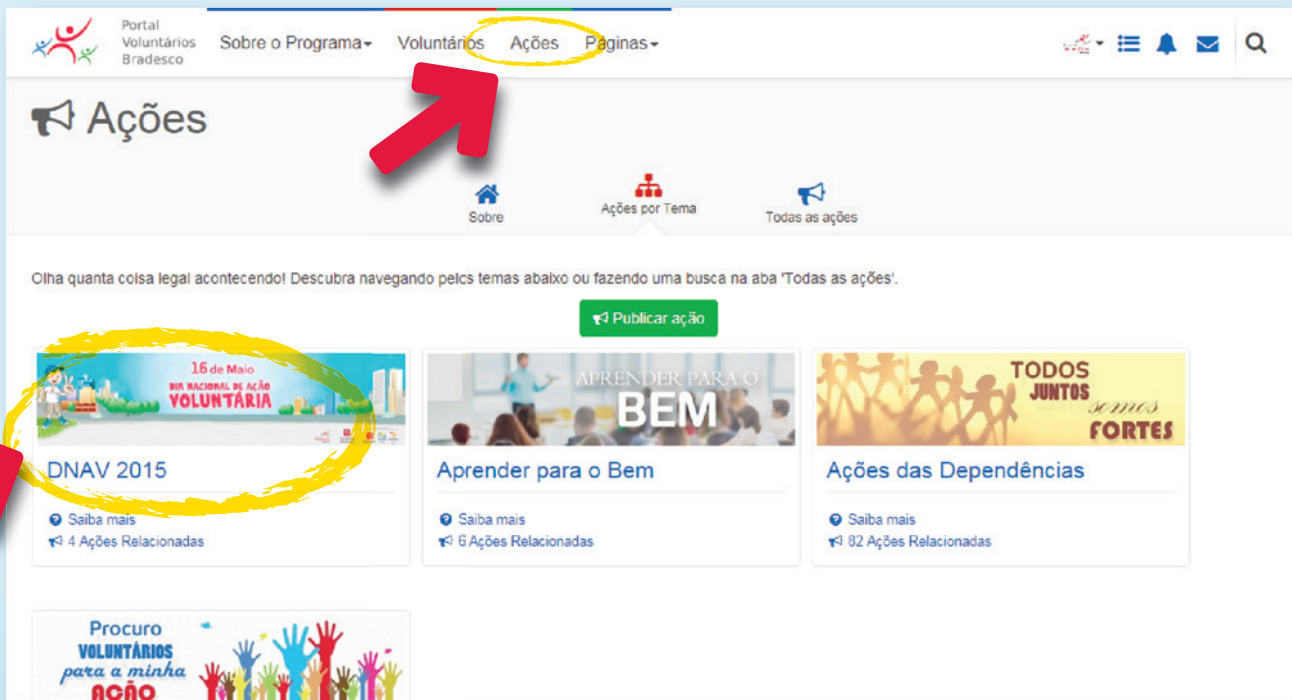 Portal
Voluntários
Bradesco
Sobre o Programa Voluntários Ações Páginas
Ações
Sobre Ações por Tema Todas as ações
Olha quanta coisa legal acontecendo! Descubra navegando pelos temas abaixo ou fazendo uma busca na aba 'Todas as ações'.
Publicar ação
16 de Maio
DIA NACIONAL DE AÇÃO
VOLUNTÁRIA
DNAV 2015
Saiba mais
4 Ações Relacionadas
APRENDER PARA O
BEM
Aprender para o Bem
Saiba mais
6 Ações Relacionadas
TODOS
JUNTOS
somos
FORTES
Ações das Dependências
Saiba mais
82 Ações Relacionadas
Procuro
VOLUNTÁRIOS
para a minha
AÇÃO